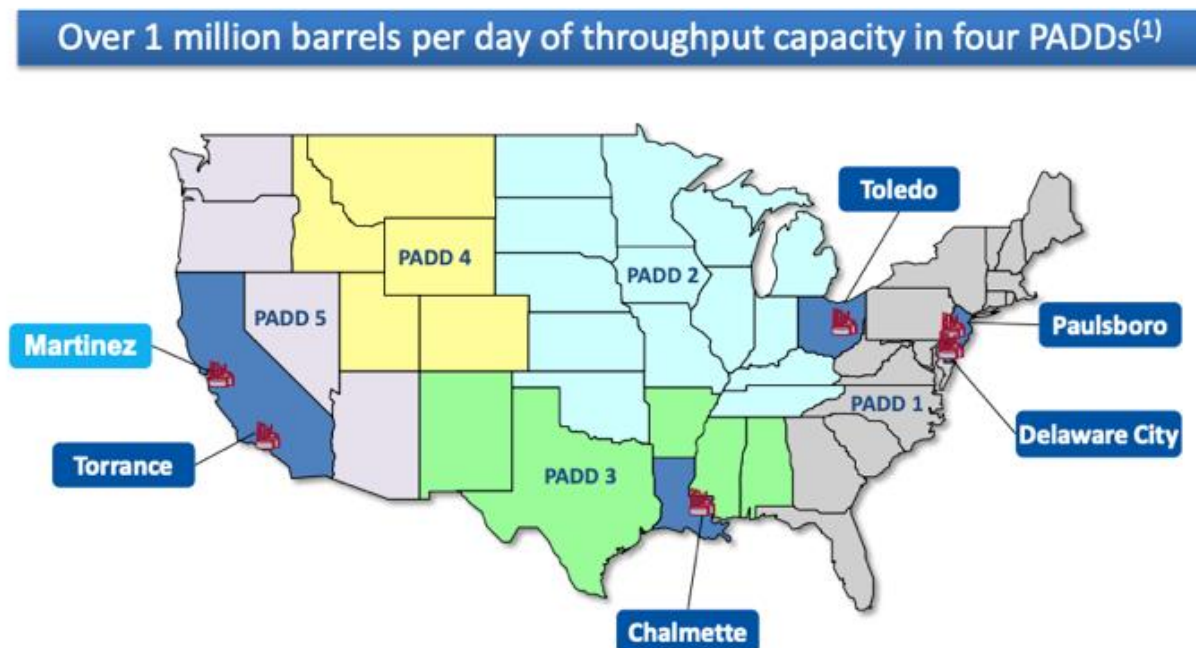 Over 1 million barrels per day of throughput capacity in four PADDs(1)
Toledo
PADD 4
PADD 2
PADD 5
Paulsboro
Martinez
PADD 1
Delaware City
Torrance
PADD 3
Chalmette